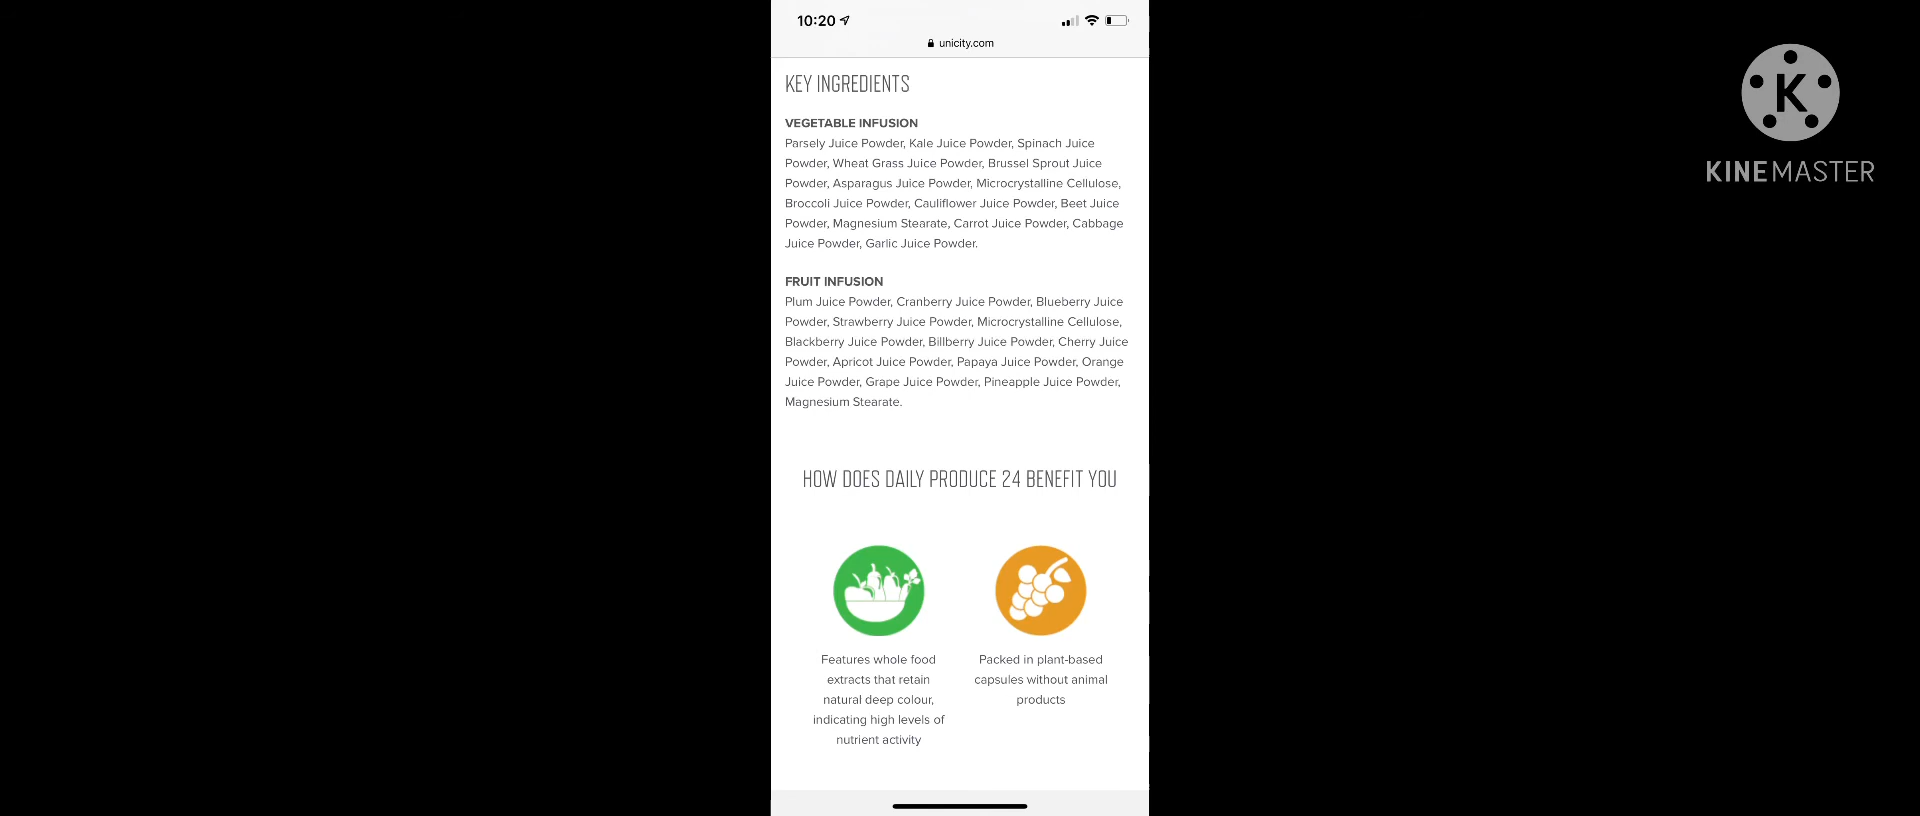 10:20
unicity.com
KEY INGREDIENTS
VEGETABLE INFUSION
Parsely Juice Powder, Kale Juice Powder, Spinach Juice
Powder, Wheat Grass Juice Powder, Brussel Sprout Juice
Powder, Asparagus Juice Powder, Microcrystalline Cellulose,
Broccoli Juice Powder, Cauliflower Juice Powder, Beet Juice
Powder, Magnesium Stearate, Carrot Juice Powder, Cabbage
Juice Powder, Garlic Juice Powder.
FRUIT INFUSION
Plum Juice Powder, Cranberry Juice Powder, Blueberry Juice
Powder, Strawberry Juice Powder, Microcrystalline Cellulose,
Blackberry Juice Powder, Billberry Juice Powder, Cherry Juice
Powder, Apricot Juice Powder, Papaya Juice Powder, Orange
Juice Powder, Grape Juice Powder, Pineapple Juice Powder,
Magnesium Stearate.
HOW DOES DAILY PRODUCE 24 BENEFIT YOU
Features whole food
extracts that retain
natural deep colour,
indicating high levels of
nutrient activity
Packed in plant-based
capsules without animal
products
K
KINEMASTER